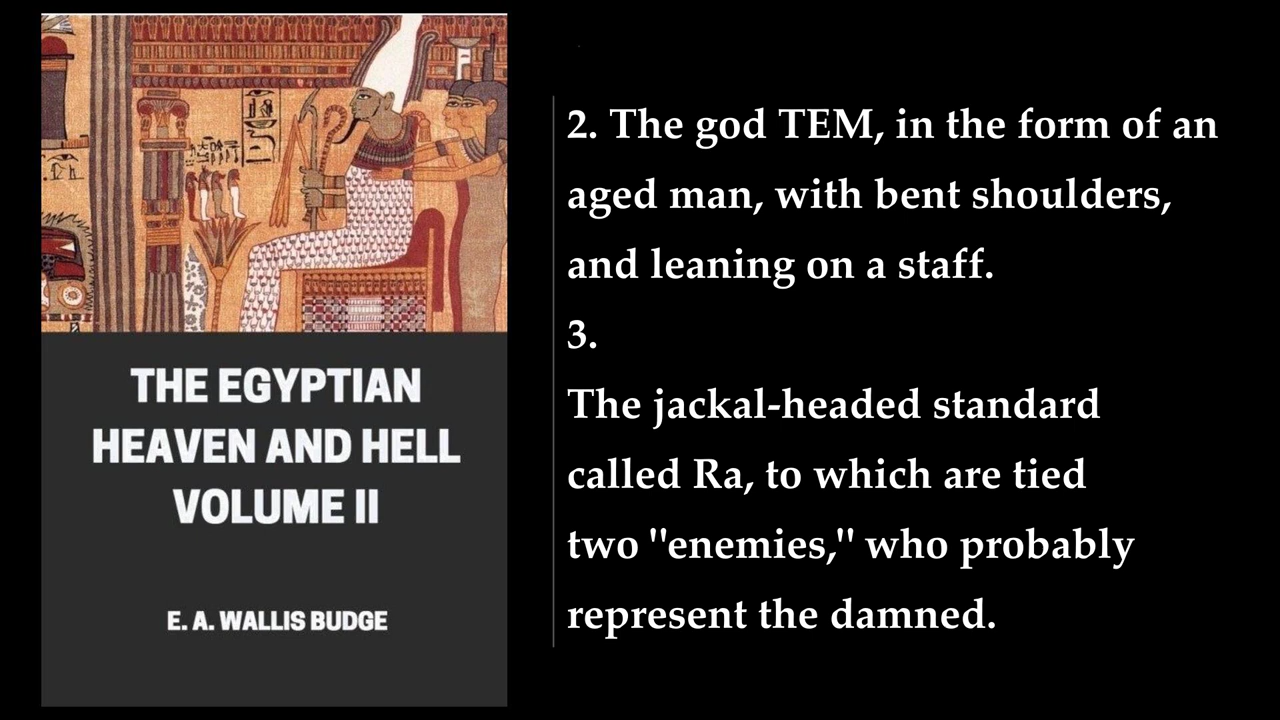 THE EGYPTIAN
HEAVEN AND HELL
VOLUME II
E. A. WALLIS BUDGE
2. The god TEM, in the form of an
aged man, with bent shoulders,
and leaning on a staff.
3.
The jackal-headed standard
called Ra, to which are tied
two "enemies," who probably
represent the damned.